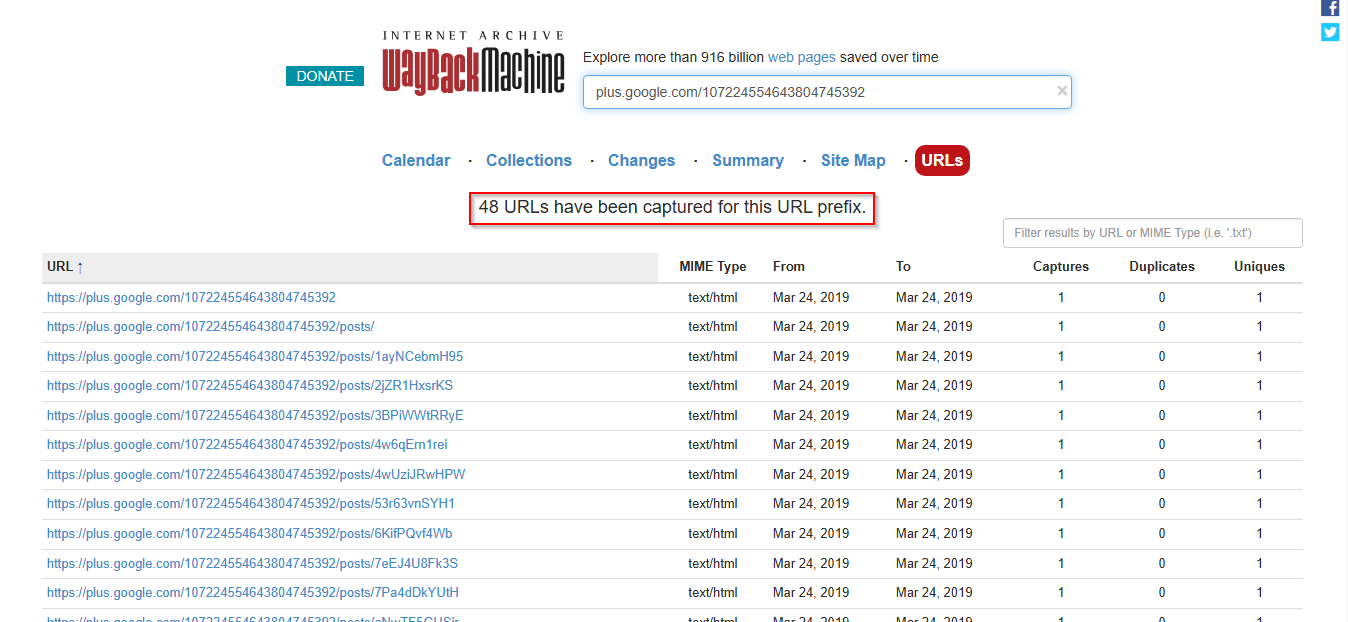 INTERNET ARCHIVE
WayBackMachine
DONATE
Explore more than 916 billion web pages saved over time
plus.google.com/107224554643804745392
Calendar · Collections · Changes · Summary · Site Map · URLs
48 URLs have been captured for this URL prefix.
Filter results by URL or MIME Type (i.e. '.txt')
URL ↑ MIME Type From To Captures Duplicates Uniques
https://plus.google.com/107224554643804745392 text/html Mar 24, 2019 Mar 24, 2019 1 0 1
https://plus.google.com/107224554643804745392/posts/ text/html Mar 24, 2019 Mar 24, 2019 1 0 1
https://plus.google.com/107224554643804745392/posts/1ayNCebmH95 text/html Mar 24, 2019 Mar 24, 2019 1 0 1
https://plus.google.com/107224554643804745392/posts/2jZR1HxsrKS text/html Mar 24, 2019 Mar 24, 2019 1 0 1
https://plus.google.com/107224554643804745392/posts/3BPiWWtRRyE text/html Mar 24, 2019 Mar 24, 2019 1 0 1
https://plus.google.com/107224554643804745392/posts/4w6qErn1rei text/html Mar 24, 2019 Mar 24, 2019 1 0 1
https://plus.google.com/107224554643804745392/posts/4wUziJRwHPW text/html Mar 24, 2019 Mar 24, 2019 1 0 1
https://plus.google.com/107224554643804745392/posts/53r63vnSYH1 text/html Mar 24, 2019 Mar 24, 2019 1 0 1
https://plus.google.com/107224554643804745392/posts/6KifPQvf4Wb text/html Mar 24, 2019 Mar 24, 2019 1 0 1
https://plus.google.com/107224554643804745392/posts/7eEJ4U8Fk3S text/html Mar 24, 2019 Mar 24, 2019 1 0 1
https://plus.google.com/107224554643804745392/posts/7Pa4dDkYUtH text/html Mar 24, 2019 Mar 24, 2019 1 0 1
text/html Mar 24, 2019 Mar 24, 2019 1 0 1